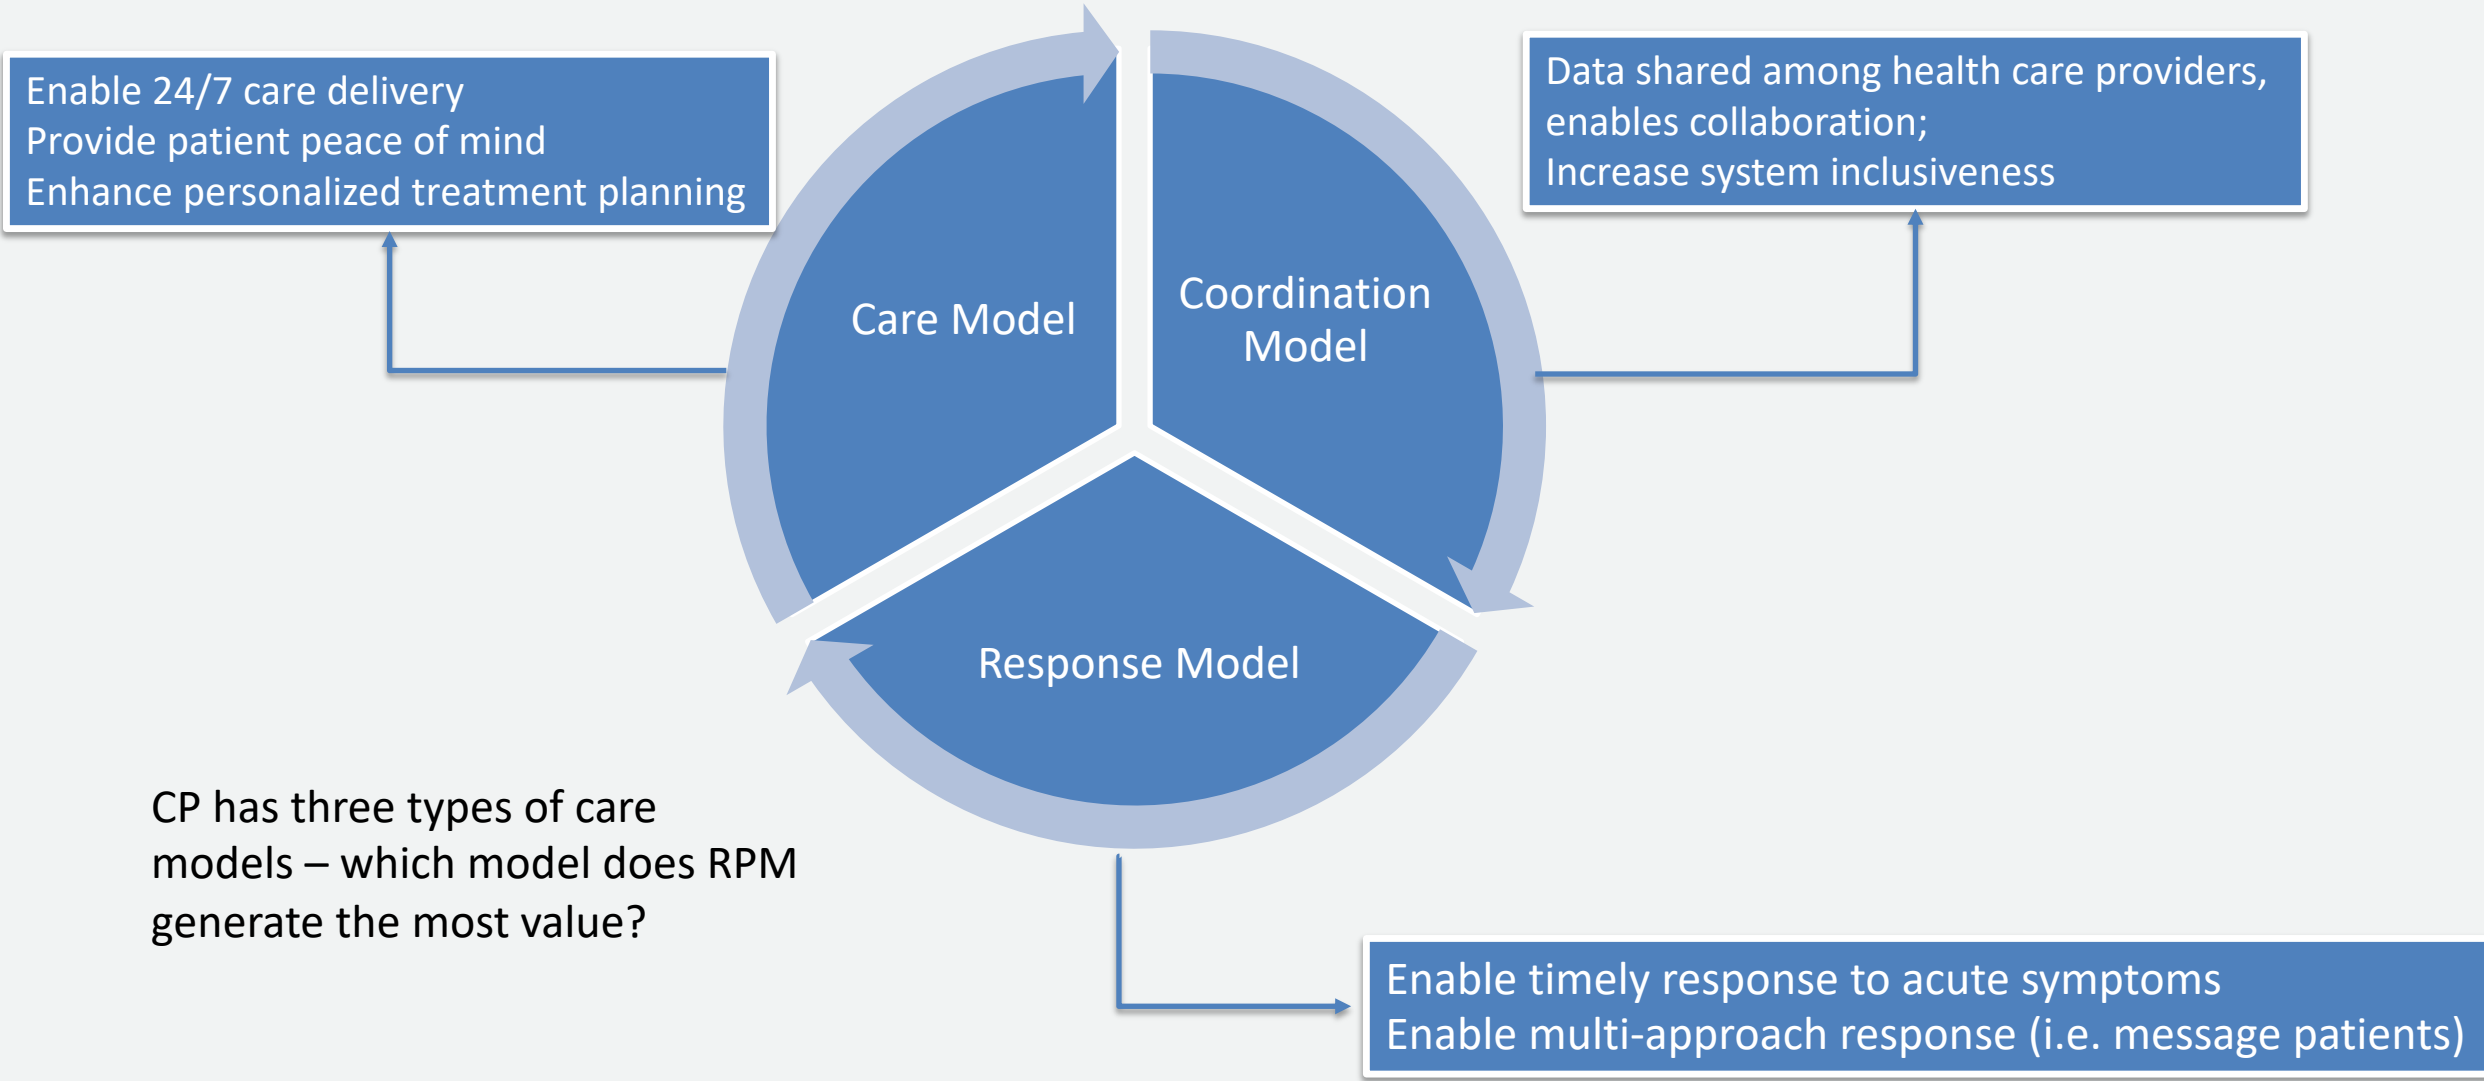 Enable 24/7 care delivery
Provide patient peace of mind
Enhance personalized treatment planning
Data shared among health care providers,
enables collaboration;
Increase system inclusiveness
Care Model
Coordination
Model
Response Model
CP has three types of care
models – which model does RPM
generate the most value?
Enable timely response to acute symptoms
Enable multi-approach response (i.e. message patients)